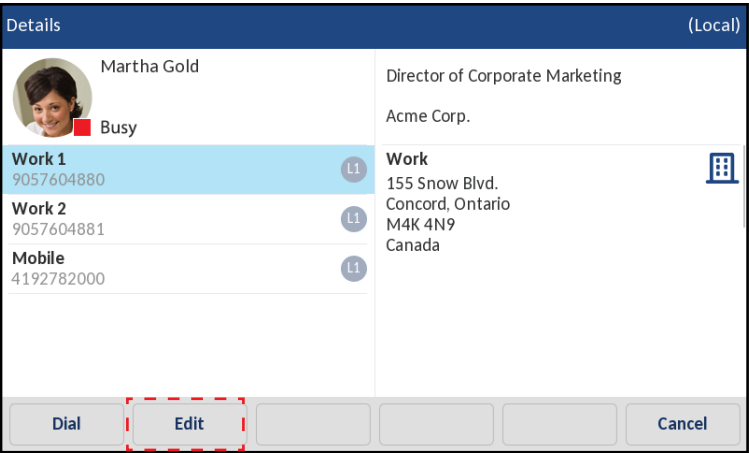 Details
(Local)
Martha Gold
Busy
Work 1
9057604880
L1
Work 2
9057604881
L1
Mobile
4192782000
L1
Director of Corporate Marketing
Acme Corp.
Work
155 Snow Blvd.
Concord, Ontario
M4K 4N9
Canada
Dial
Edit
Cancel